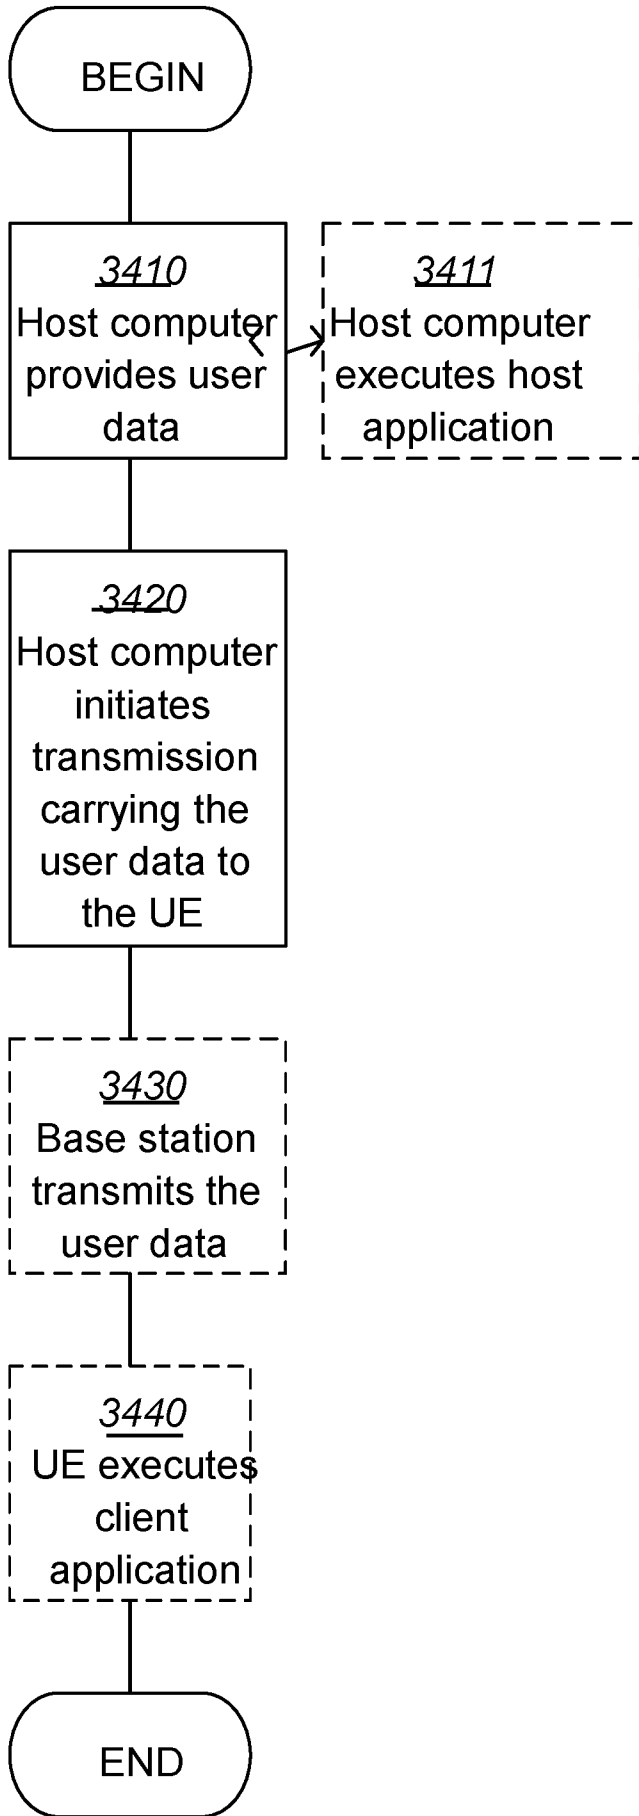 BEGIN
3410
Host computer
provides user
data
3411
Host computer
executes host
application
3420
Host computer
initiates
transmission
carrying the
user data to
the UE
3430
Base station
transmits the
user data
3440
UE executes
client
application
END